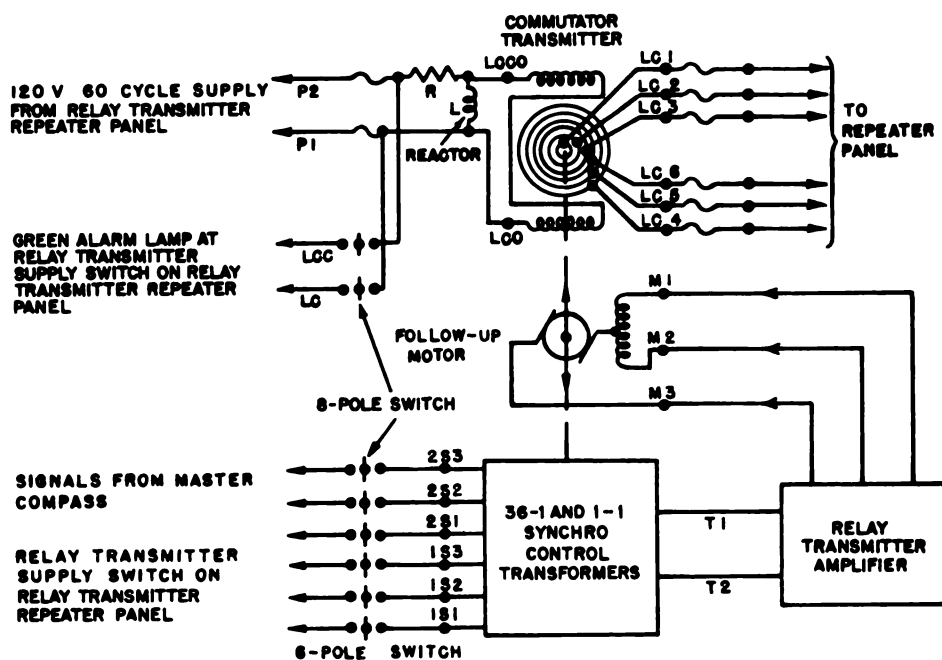 COMMUTATOR
TRANSMITTER
120 V 60 CYCLE SUPPLY
FROM RELAY TRANSMITTER
REPEATER PANEL
P2
R
LCCO
L
REACTOR
P1
LCO
LC 1
LC 2
LC 3
LC 6
LC 5
LC 4
TO
REPEATER
PANEL
GREEN ALARM LAMP AT
RELAY TRANSMITTER
SUPPLY SWITCH ON RELAY
TRANSMITTER REPEATER
PANEL
LCC
LC
FOLLOW-UP
MOTOR
M 1
M2
M3
8-POLE SWITCH
SIGNALS FROM MASTER
COMPASS
RELAY TRANSMITTER
SUPPLY SWITCH ON
RELAY TRANSMITTER
REPEATER PANEL
2S3
2S2
2S1
1S3
1S2
1S1
6-POLE SWITCH
36-1 AND 1-1
SYNCHRO
CONTROL
TRANSFORMERS
T1
T2
RELAY
TRANSMITTER
AMPLIFIER